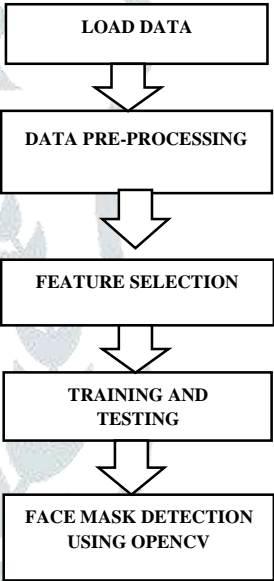 LOAD DATA
DATA PRE-PROCESSING
FEATURE SELECTION
TRAINING AND
TESTING
FACE MASK DETECTION
USING OPENCV